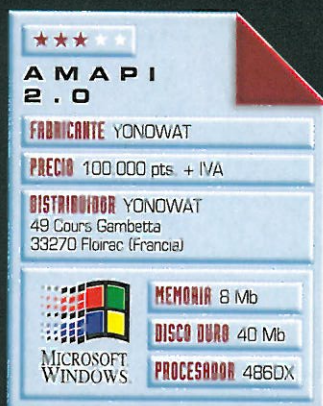 AMAPI
2.0
FABRICANTE YONOWAT
PRECIO 100.000 pts. + IVA
DISTRIBUIDOR YONOWAT
49 Cours Gambetta
33270 Floirac (Francia)
MICROSOFT
WINDOWS.
MEMORIA 8 Mb
DISCO DURO 40 Mb
PROCESADOR 486DX